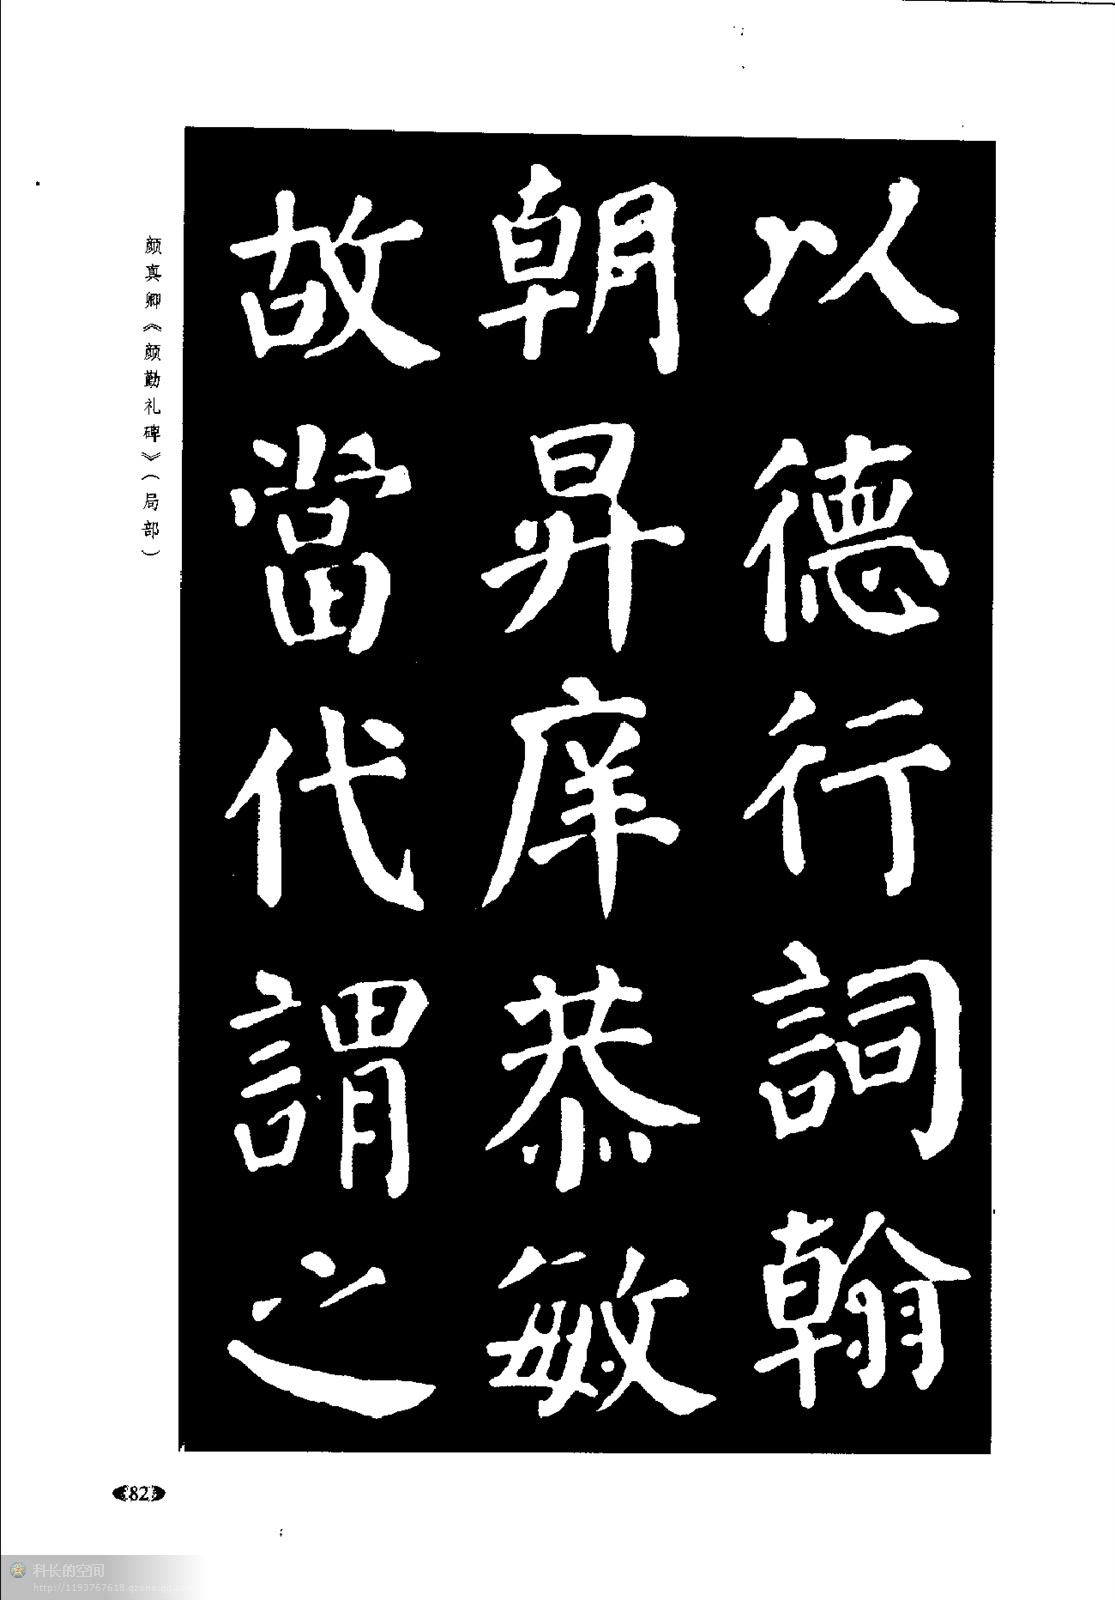 以德行詞翰
朝昇庠恭敏
故當代謂之
颜真卿《颜勤礼碑》(局部)
82
科长的空间
http://1193767618.qzone.qq.com